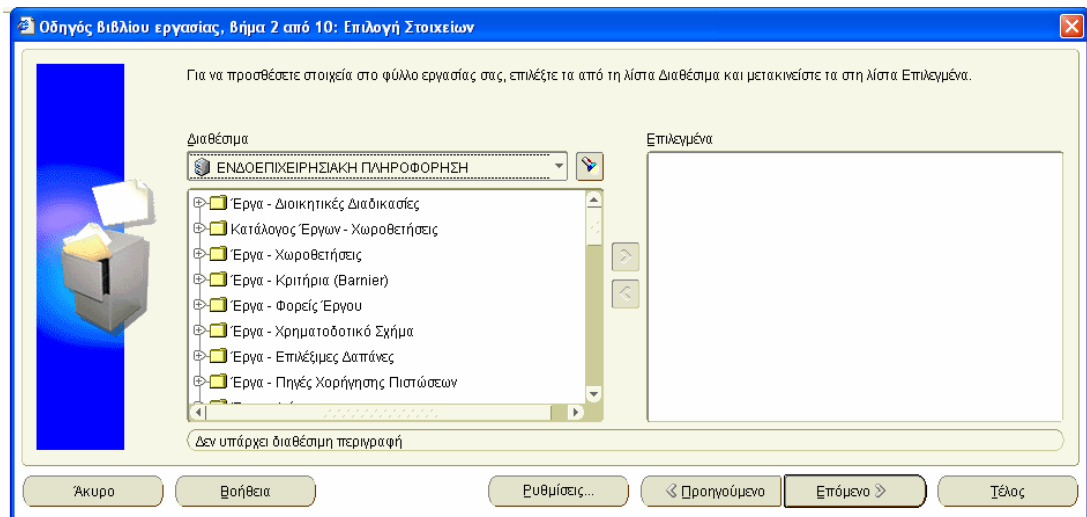 Οδηγός βιβλίου εργασίας, βήμα 2 από 10: Επιλογή Στοιχείων
Για να προσθέσετε στοιχεία στο φύλλο εργασίας σας, επιλέξτε τα από τη λίστα Διαθέσιμα και μετακινείστε τα στη λίστα Επιλεγμένα.
Διαθέσιμα
Επιλεγμένα
ΕΝΔΟΕΠΙΧΕΙΡΗΣΙΑΚΗ ΠΛΗΡΟΦΟΡΗΣΗ
Έργα - Διοικητικές Διαδικασίες
Κατάλογος Έργων - Χωροθετήσεις
Έργα - Χωροθετήσεις
Έργα - Κριτήρια (Barnier)
Έργα - Φορείς Έργου
Έργα - Χρηματοδοτικό Σχήμα
Έργα - Επιλέξιμες Δαπάνες
Έργα - Πηγές Χορήγησης Πιστώσεων
Δεν υπάρχει διαθέσιμη περιγραφή
Άκυρο
Βοήθεια
Ρυθμίσεις...
Προηγούμενο
Επόμενο
Τέλος